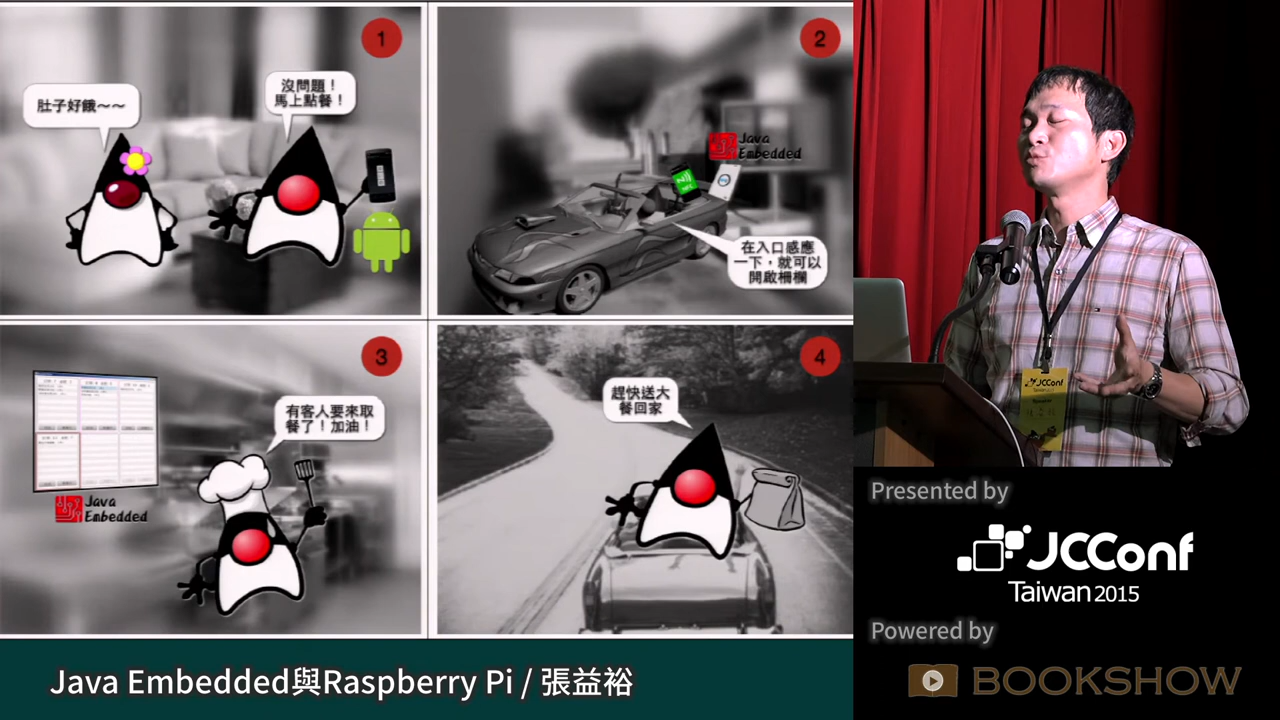 1
肚子好餓～～
沒問題！
馬上點餐！
2
Java
Embedded
在入口感應
一下，就可以
開啟柵欄
3
有客人要來取
餐了！加油！
Java
Embedded
4
趕快送大
餐回家
JCConf
Presented by
JCConf
Taiwan 2015
Powered by
BOOKSHOW
Java Embedded與Raspberry Pi / 張益裕